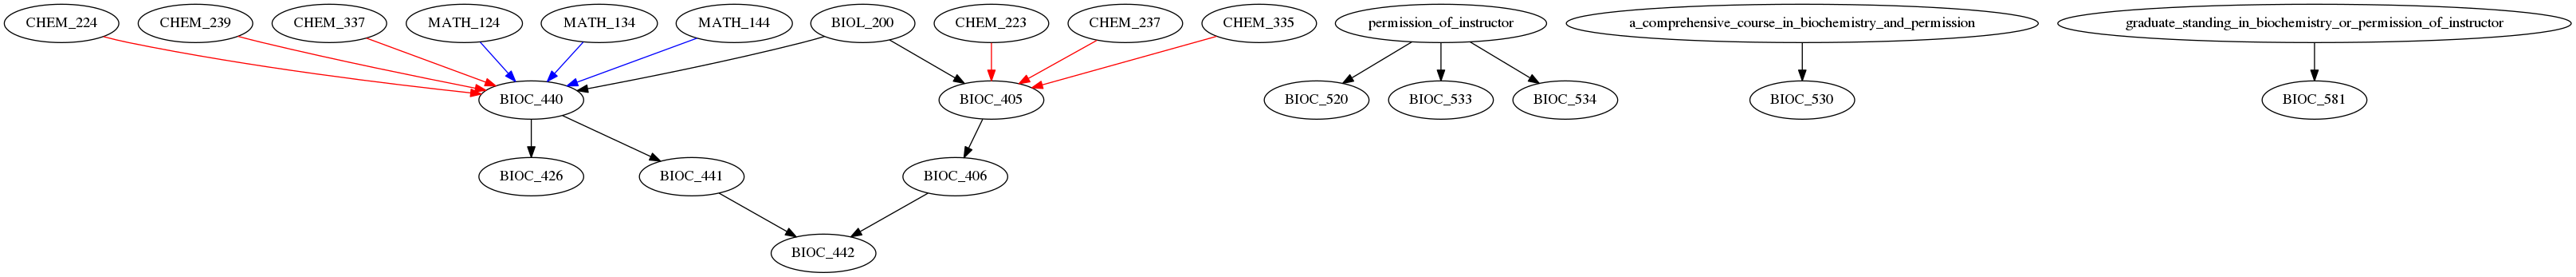 CHEM_224
CHEM_239
CHEM_337
MATH_124
MATH_134
MATH_144
BIOL_200
CHEM_223
CHEM_237
CHEM_335
permission_of_instructor
a_comprehensive_course_in_biochemistry_and_permission
graduate_standing_in_biochemistry_or_permission_of_instructor
BIOC_440
BIOC_405
BIOC_520
BIOC_533
BIOC_534
BIOC_530
BIOC_581
BIOC_426
BIOC_441
BIOC_406
BIOC_442